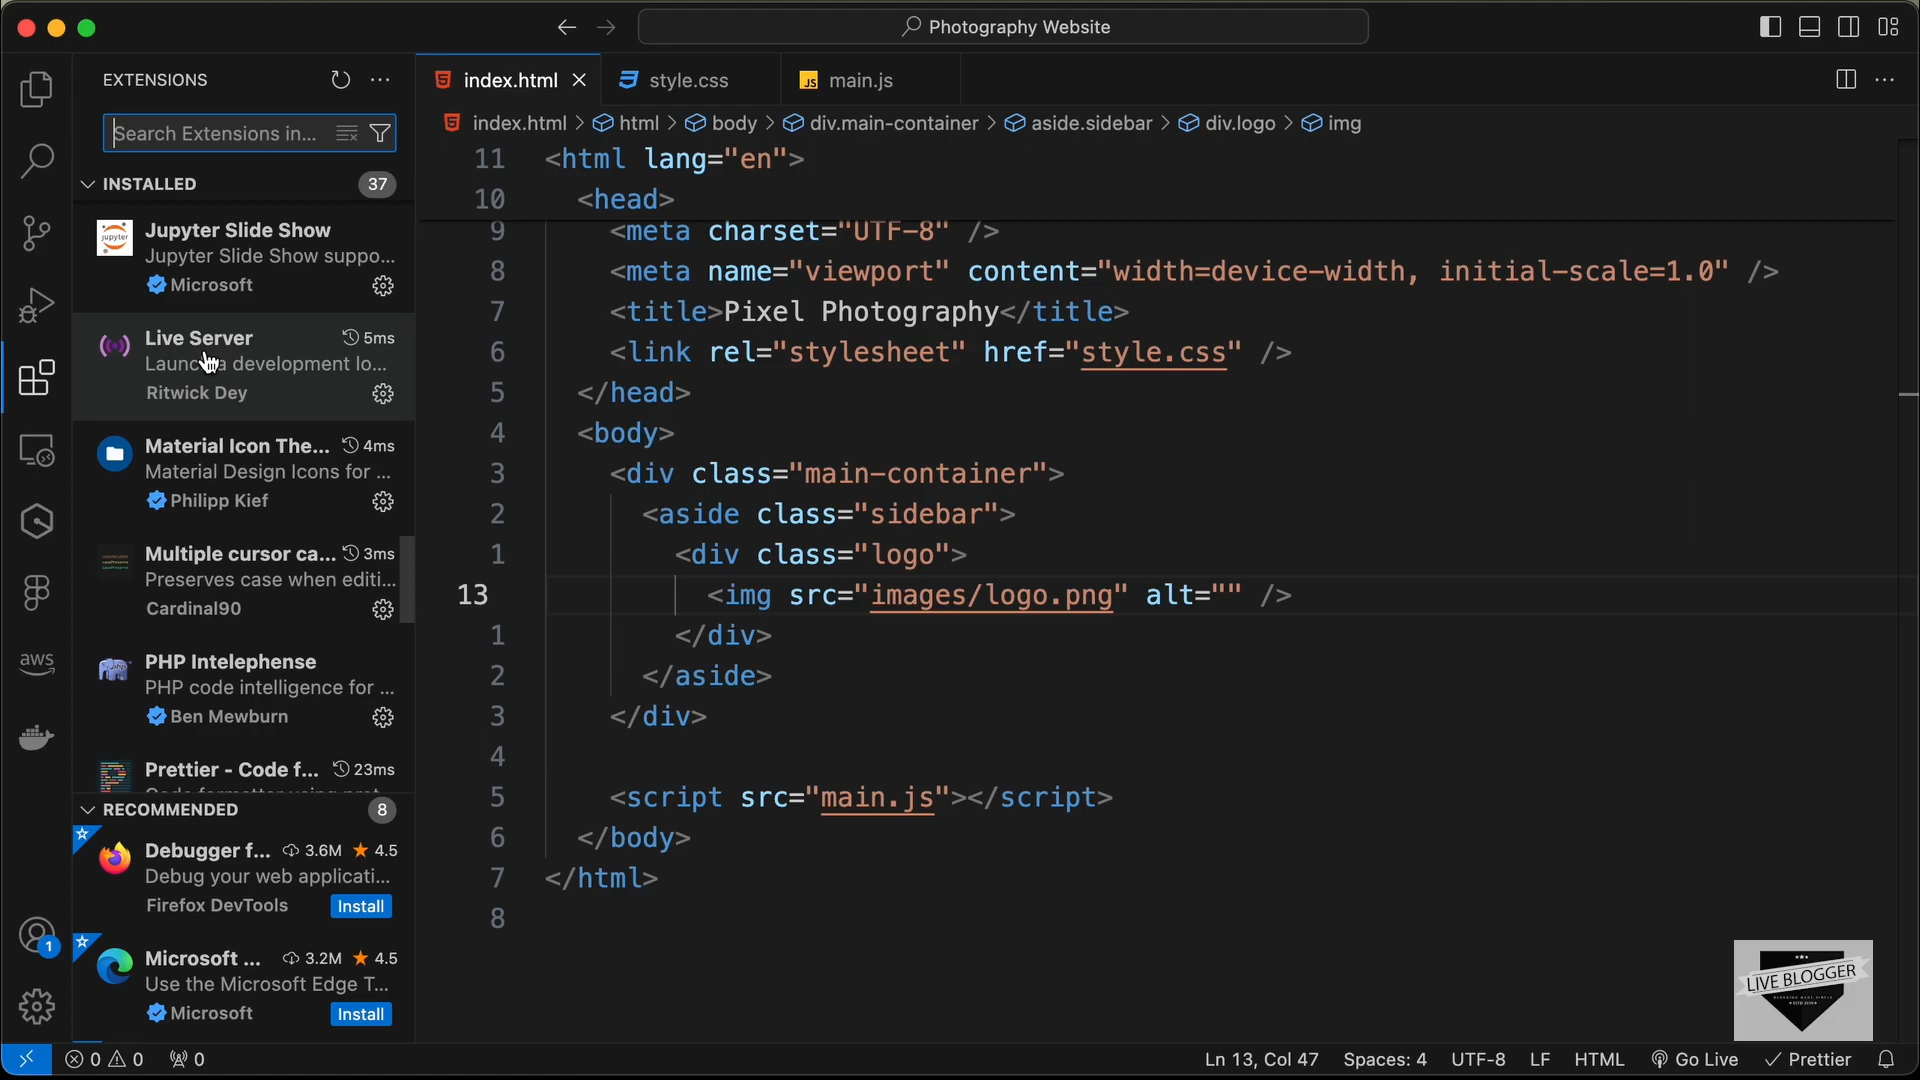 Photography Website
EXTENSIONS
Search Extensions in...
INSTALLED 37
Jupyter Slide Show
Jupyter Slide Show suppo...
Microsoft
Live Server 5ms
Launch a development lo...
Ritwick Dey
Material Icon The... 4ms
Material Design Icons for ...
Philipp Kief
Multiple cursor ca... 3ms
Preserves case when editi...
Cardinal90
PHP Intelephense
PHP code intelligence for ...
Ben Mewburn
Prettier - Code f... 23ms
RECOMMENDED 8
Debugger f... 3.6M 4.5
Debug your web applicati...
Firefox DevTools Install
Microsoft ... 3.2M 4.5
Use the Microsoft Edge T...
Microsoft Install
aws
1
index.html style.css JS main.js
index.html > html > body > div.main-container > aside.sidebar > div.logo > img
11 <html lang="en">
10 <head>
9 <meta charset="UTF-8" />
8 <meta name="viewport" content="width=device-width, initial-scale=1.0" />
7 <title>Pixel Photography</title>
6 <link rel="stylesheet" href="style.css" />
5 </head>
4 <body>
3 <div class="main-container">
2 <aside class="sidebar">
1 <div class="logo">
13 <img src="images/logo.png" alt="" />
1 </div>
2 </aside>
3 </div>
4
5 <script src="main.js"></script>
6 </body>
7 </html>
8
LIVE BLOGGER
0 0 0 Ln 13, Col 47 Spaces: 4 UTF-8 LF HTML Go Live Prettier